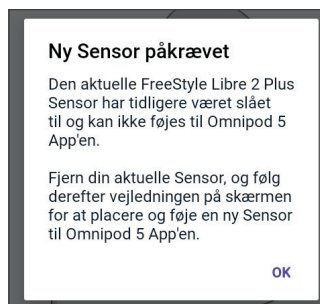 Ny Sensor påkrævet
Den aktuelle FreeStyle Libre 2 Plus
Sensor har tidligere været slået
til og kan ikke føjes til Omnipod 5
App'en.
Fjern din aktuelle Sensor, og følg
derefter vejledningen på skærmen
for at placere og føje en ny Sensor
til Omnipod 5 App'en.
OK